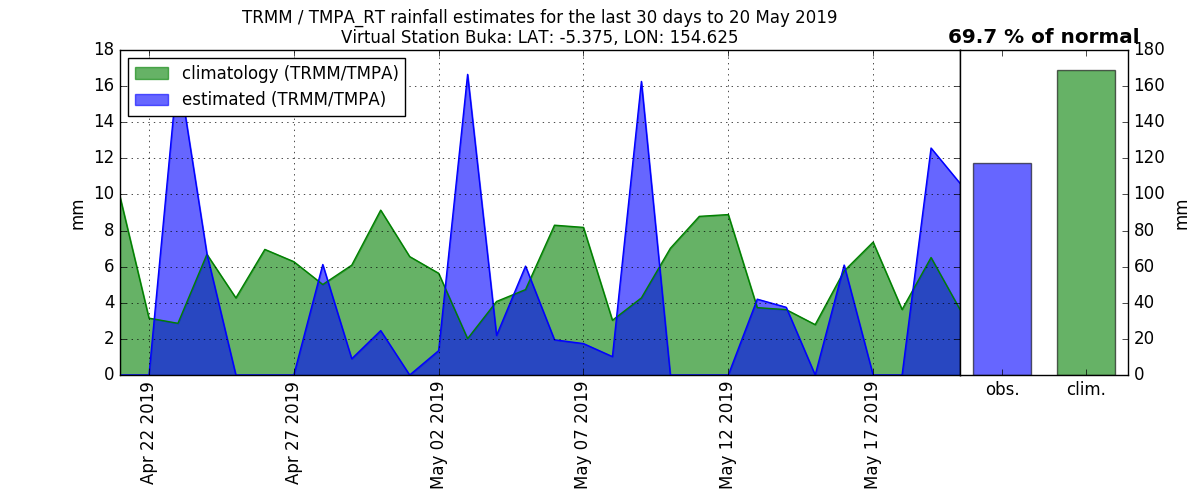 TRMM / TMPA_RT rainfall estimates for the last 30 days to 20 May 2019
Virtual Station Buka: LAT: -5.375, LON: 154.625
69.7 % of normal
climatology (TRMM/TMPA)
estimated (TRMM/TMPA)
18
16
14
12
10
8
6
4
2
0
mm
Apr 22 2019
Apr 27 2019
May 02 2019
May 07 2019
May 12 2019
May 17 2019
180
160
140
120
100
80
60
40
20
0
mm
obs.
clim.